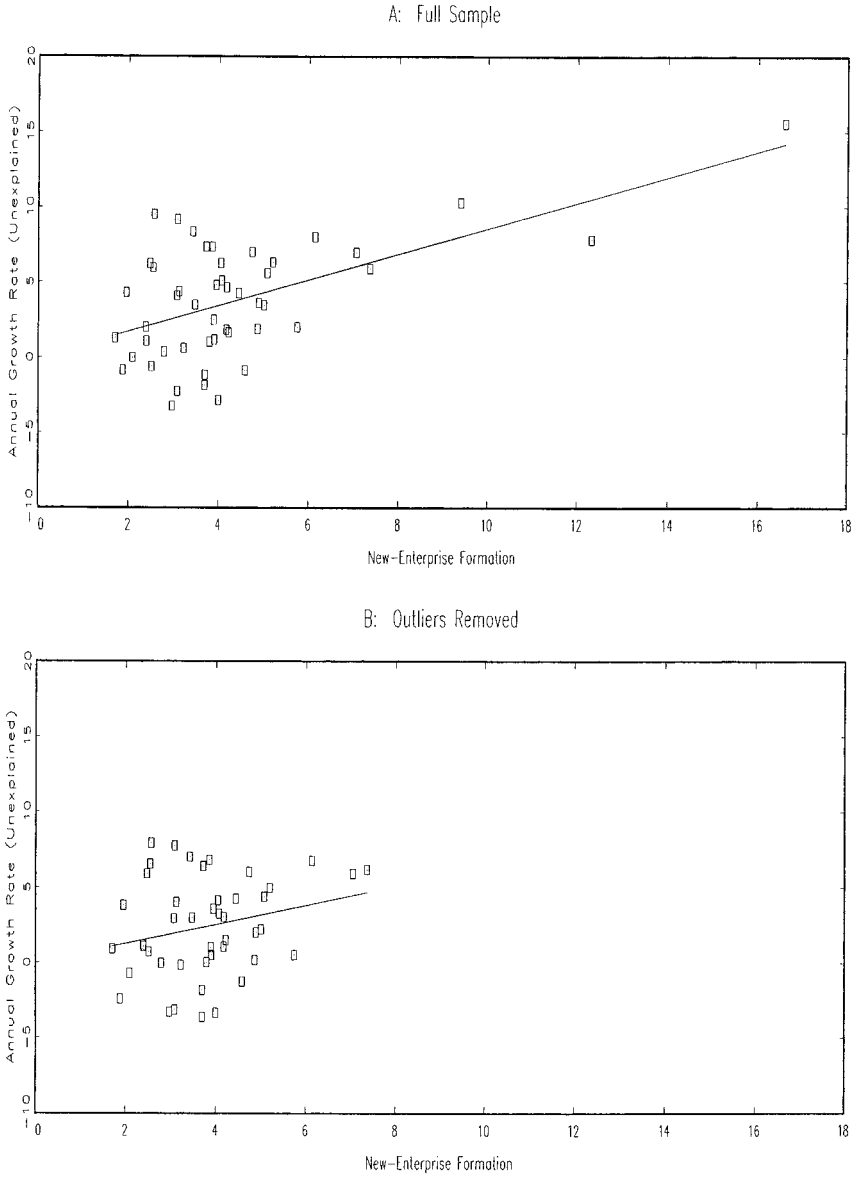 A: Full Sample
Annual Growth Rate (Unexplained)
20
15
10
5
0
-5
-10
0 2 4 6 8 10 12 14 16 18
New-Enterprise Formation
B: Outliers Removed
Annual Growth Rate (Unexplained)
20
15
10
5
0
-5
-10
0 2 4 6 8 10 12 14 16 18
New-Enterprise Formation